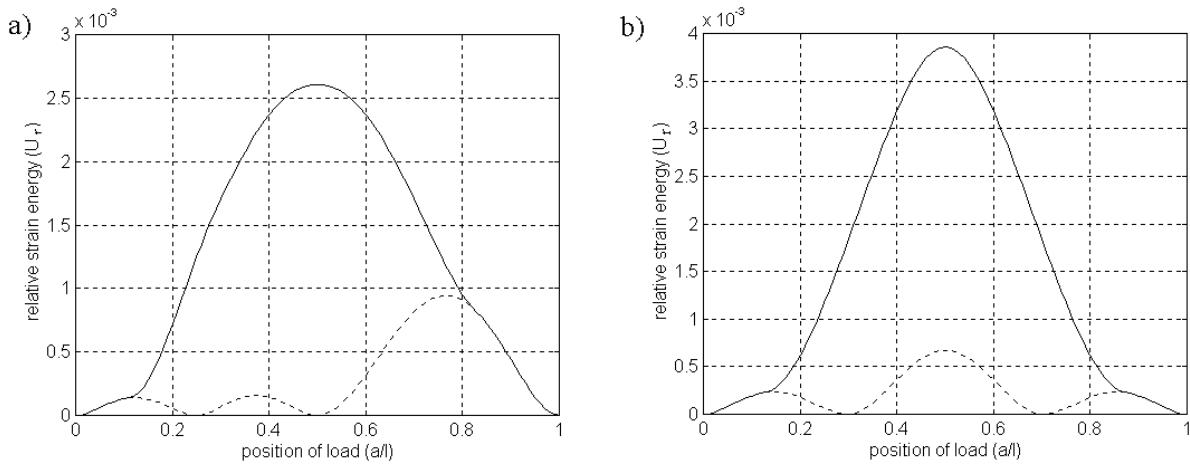 a)
x 10^-3
3
2.5
2
1.5
1
0.5
0
relative strain energy (U_r)
0 0.2 0.4 0.6 0.8 1
position of load (a/l)
b)
x 10^-3
4
3.5
3
2.5
2
1.5
1
0.5
0
relative strain energy (U_r)
0 0.2 0.4 0.6 0.8 1
position of load (a/l)